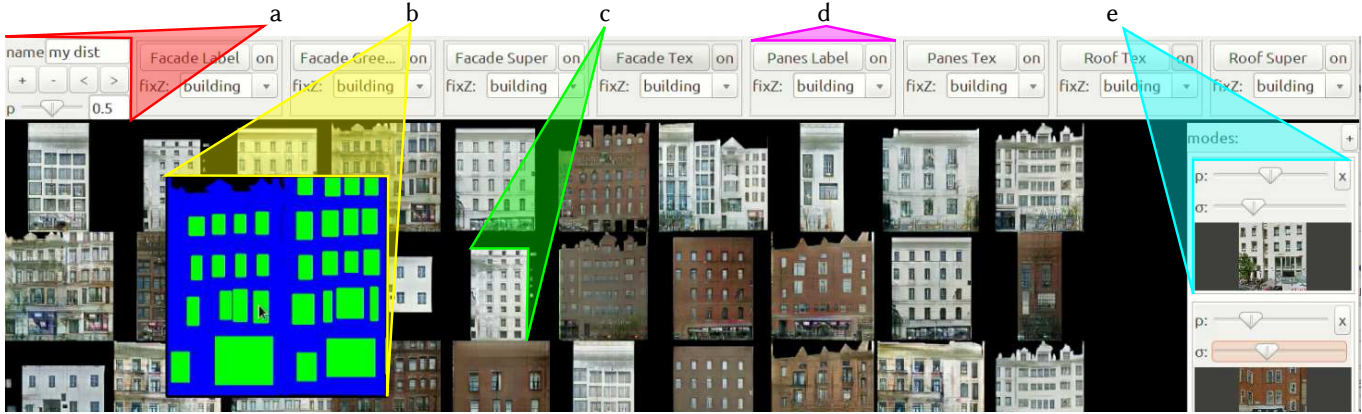 a b c d e
name my dist Facade Label on Facade Gree... on Facade Super on Facade Tex on Panes Label on Panes Tex on Roof Tex on Roof Super on
+ - < > fixZ: building fixZ: building fixZ: building fixZ: building fixZ: building fixZ: building fixZ: building fixZ: building
ρ 0.5
modes: +
ρ: x
σ:
ρ: x
σ: